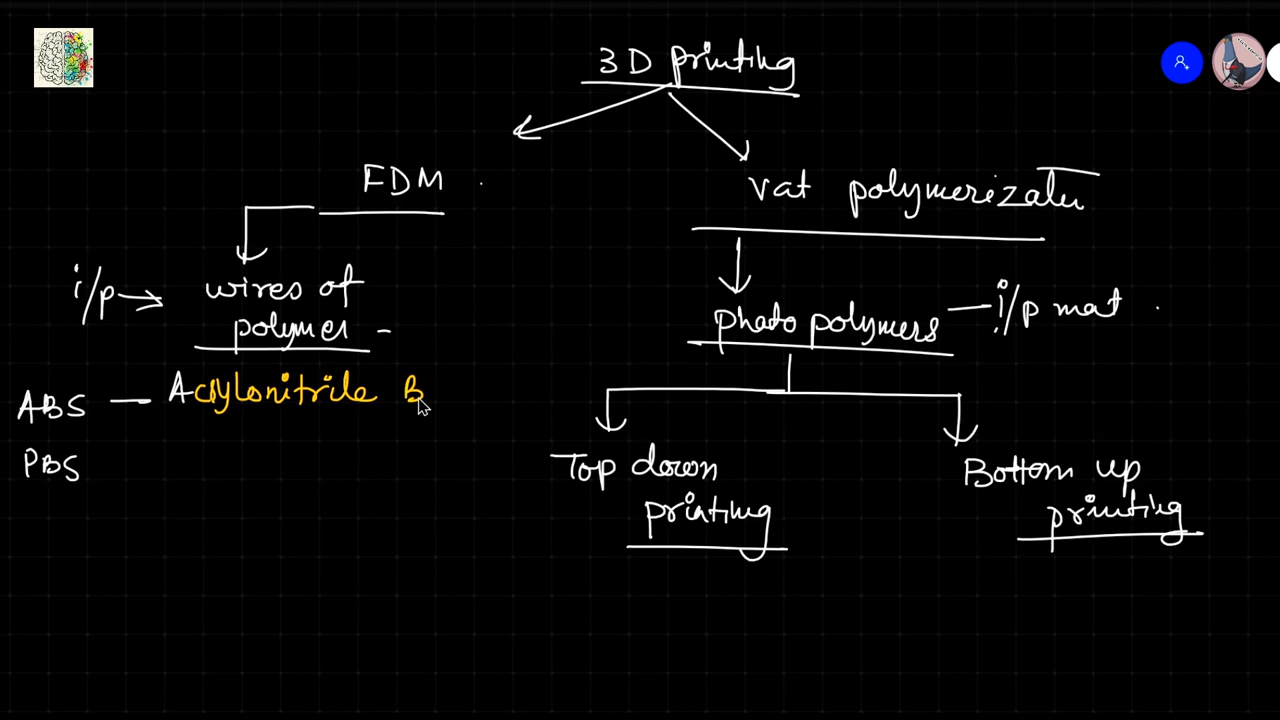 3D printing
FDM
vat polymerizatu
i/p → wires of
polymer -
photo polymers — i/p mat
ABS — Acrylonitrile B
PBS
Top down
printing
Bottom up
printing